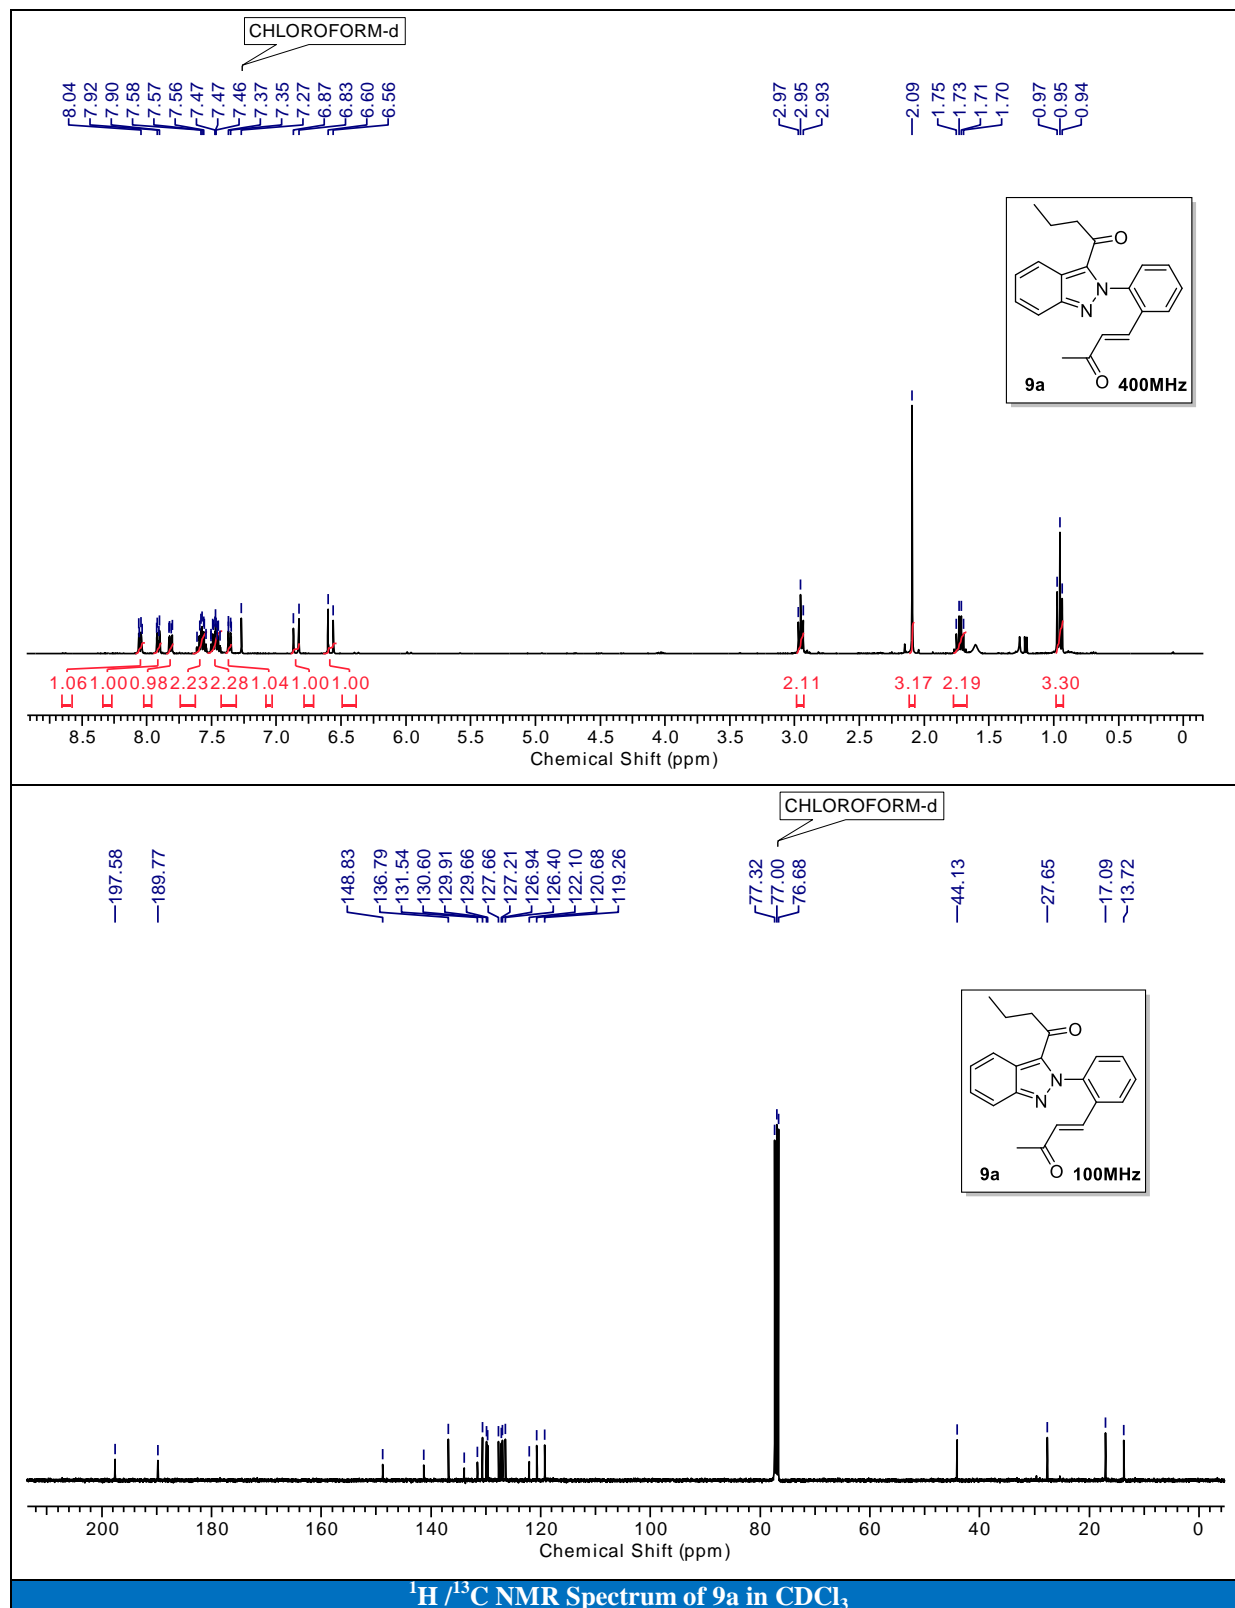 CHLOROFORM-d
8.04
7.92
7.90
7.58
7.57
7.56
7.47
7.47
7.46
7.37
7.35
7.27
6.87
6.83
6.60
6.56
2.97
2.95
2.93
2.09
1.75
1.73
1.71
1.70
0.97
0.95
0.94
O
N
N
O
9a 400MHz
1.06 1.00 0.98 2.23 2.28 1.04 1.00 1.00 2.11 3.17 2.19 3.30
8.5 8.0 7.5 7.0 6.5 6.0 5.5 5.0 4.5 4.0 3.5 3.0 2.5 2.0 1.5 1.0 0.5 0
Chemical Shift (ppm)
CHLOROFORM-d
197.58
189.77
148.83
136.79
131.54
130.60
129.91
129.66
127.66
127.21
126.94
126.40
122.10
120.68
119.26
77.32
77.00
76.68
44.13
27.65
17.09
13.72
O
N
N
O
9a 100MHz
200 180 160 140 120 100 80 60 40 20 0
Chemical Shift (ppm)
¹H /¹³C NMR Spectrum of 9a in CDCl₃